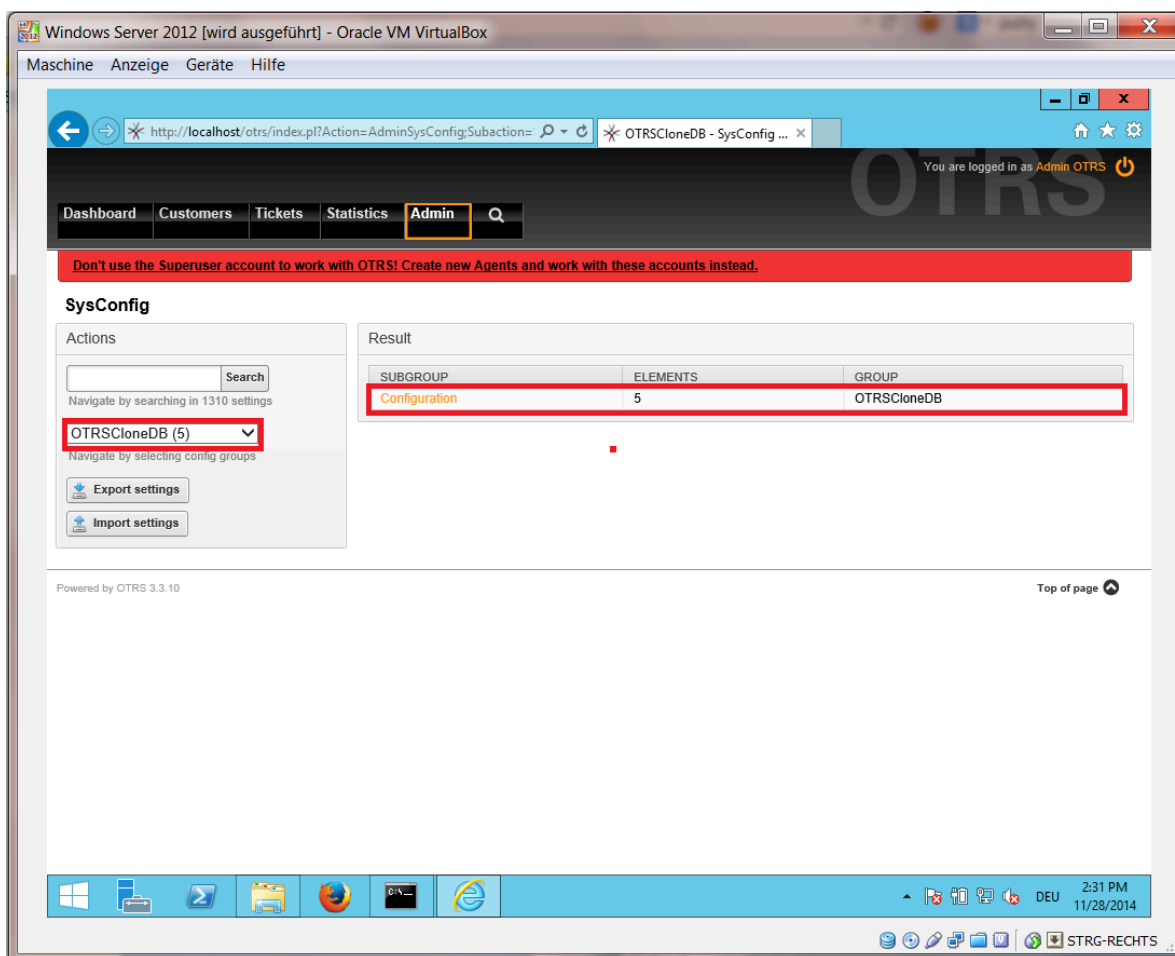 Windows Server 2012 [wird ausgeführt] - Oracle VM VirtualBox
Maschine Anzeige Geräte Hilfe
http://localhost/otrs/index.pl?Action=AdminSysConfig;Subaction=
OTRSCloneDB - SysConfig ...
OTRS
You are logged in as Admin OTRS
Dashboard Customers Tickets Statistics Admin
Don't use the Superuser account to work with OTRS! Create new Agents and work with these accounts instead.
SysConfig
Actions
Search
Navigate by searching in 1310 settings
OTRSCloneDB (5)
Navigate by selecting config groups
Export settings
Import settings
Result
SUBGROUP ELEMENTS GROUP
Configuration 5 OTRSCloneDB
Powered by OTRS 3.3.10
Top of page
DEU
2:31 PM
11/28/2014
STRG-RECHTS